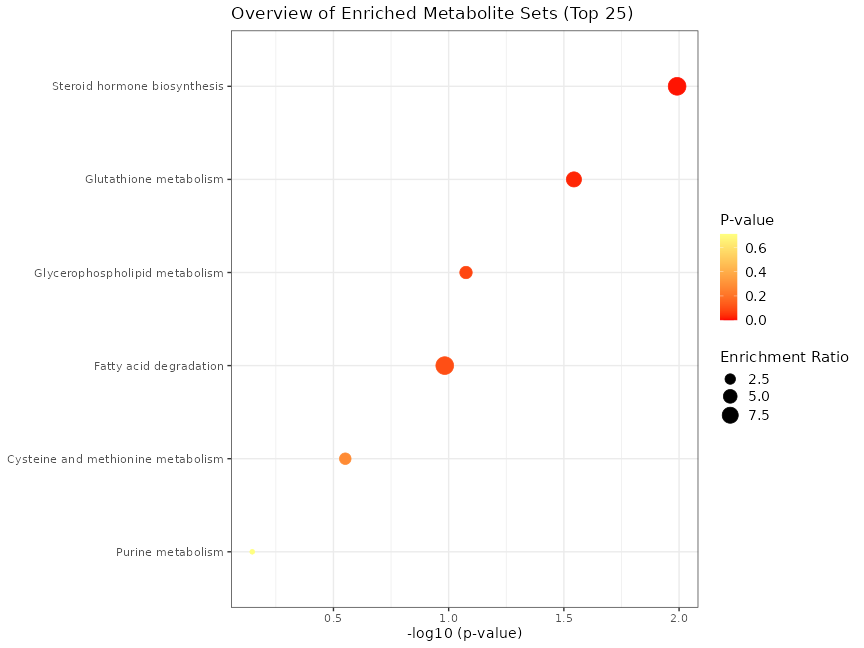 Overview of Enriched Metabolite Sets (Top 25)
Steroid hormone biosynthesis
Glutathione metabolism
Glycerophospholipid metabolism
Fatty acid degradation
Cysteine and methionine metabolism
Purine metabolism
0.5 1.0 1.5 2.0
-log10 (p-value)
P-value
0.6
0.4
0.2
0.0
Enrichment Ratio
2.5
5.0
7.5